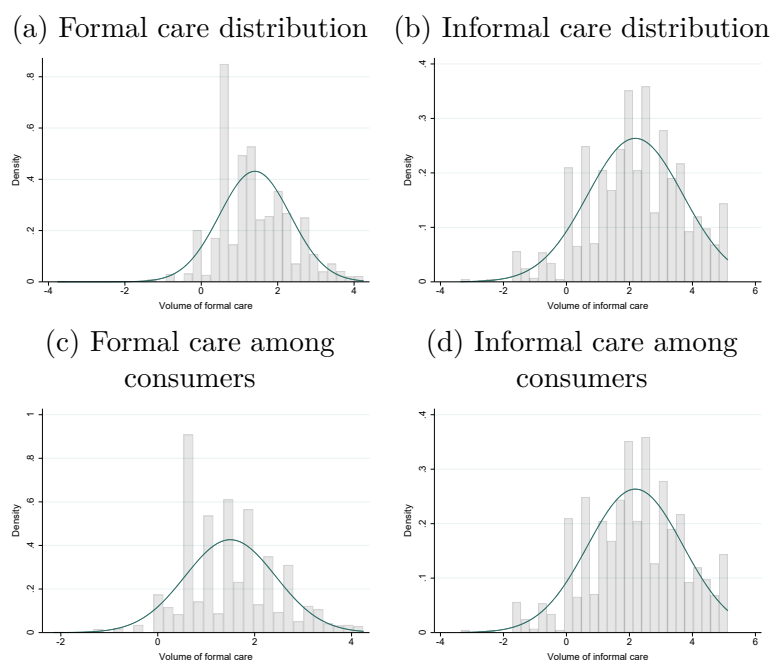 (a) Formal care distribution
(b) Informal care distribution
Density
0 .2 .4 .6 .8
-4 -2 0 2 4
Volume of formal care
Density
0 .1 .2 .3 .4
-4 -2 0 2 4 6
Volume of informal care
(c) Formal care among
consumers
(d) Informal care among
consumers
Density
0 .2 .4 .6 .8 1
-2 0 2 4
Volume of formal care
Density
0 .1 .2 .3 .4
-4 -2 0 2 4 6
Volume of informal care